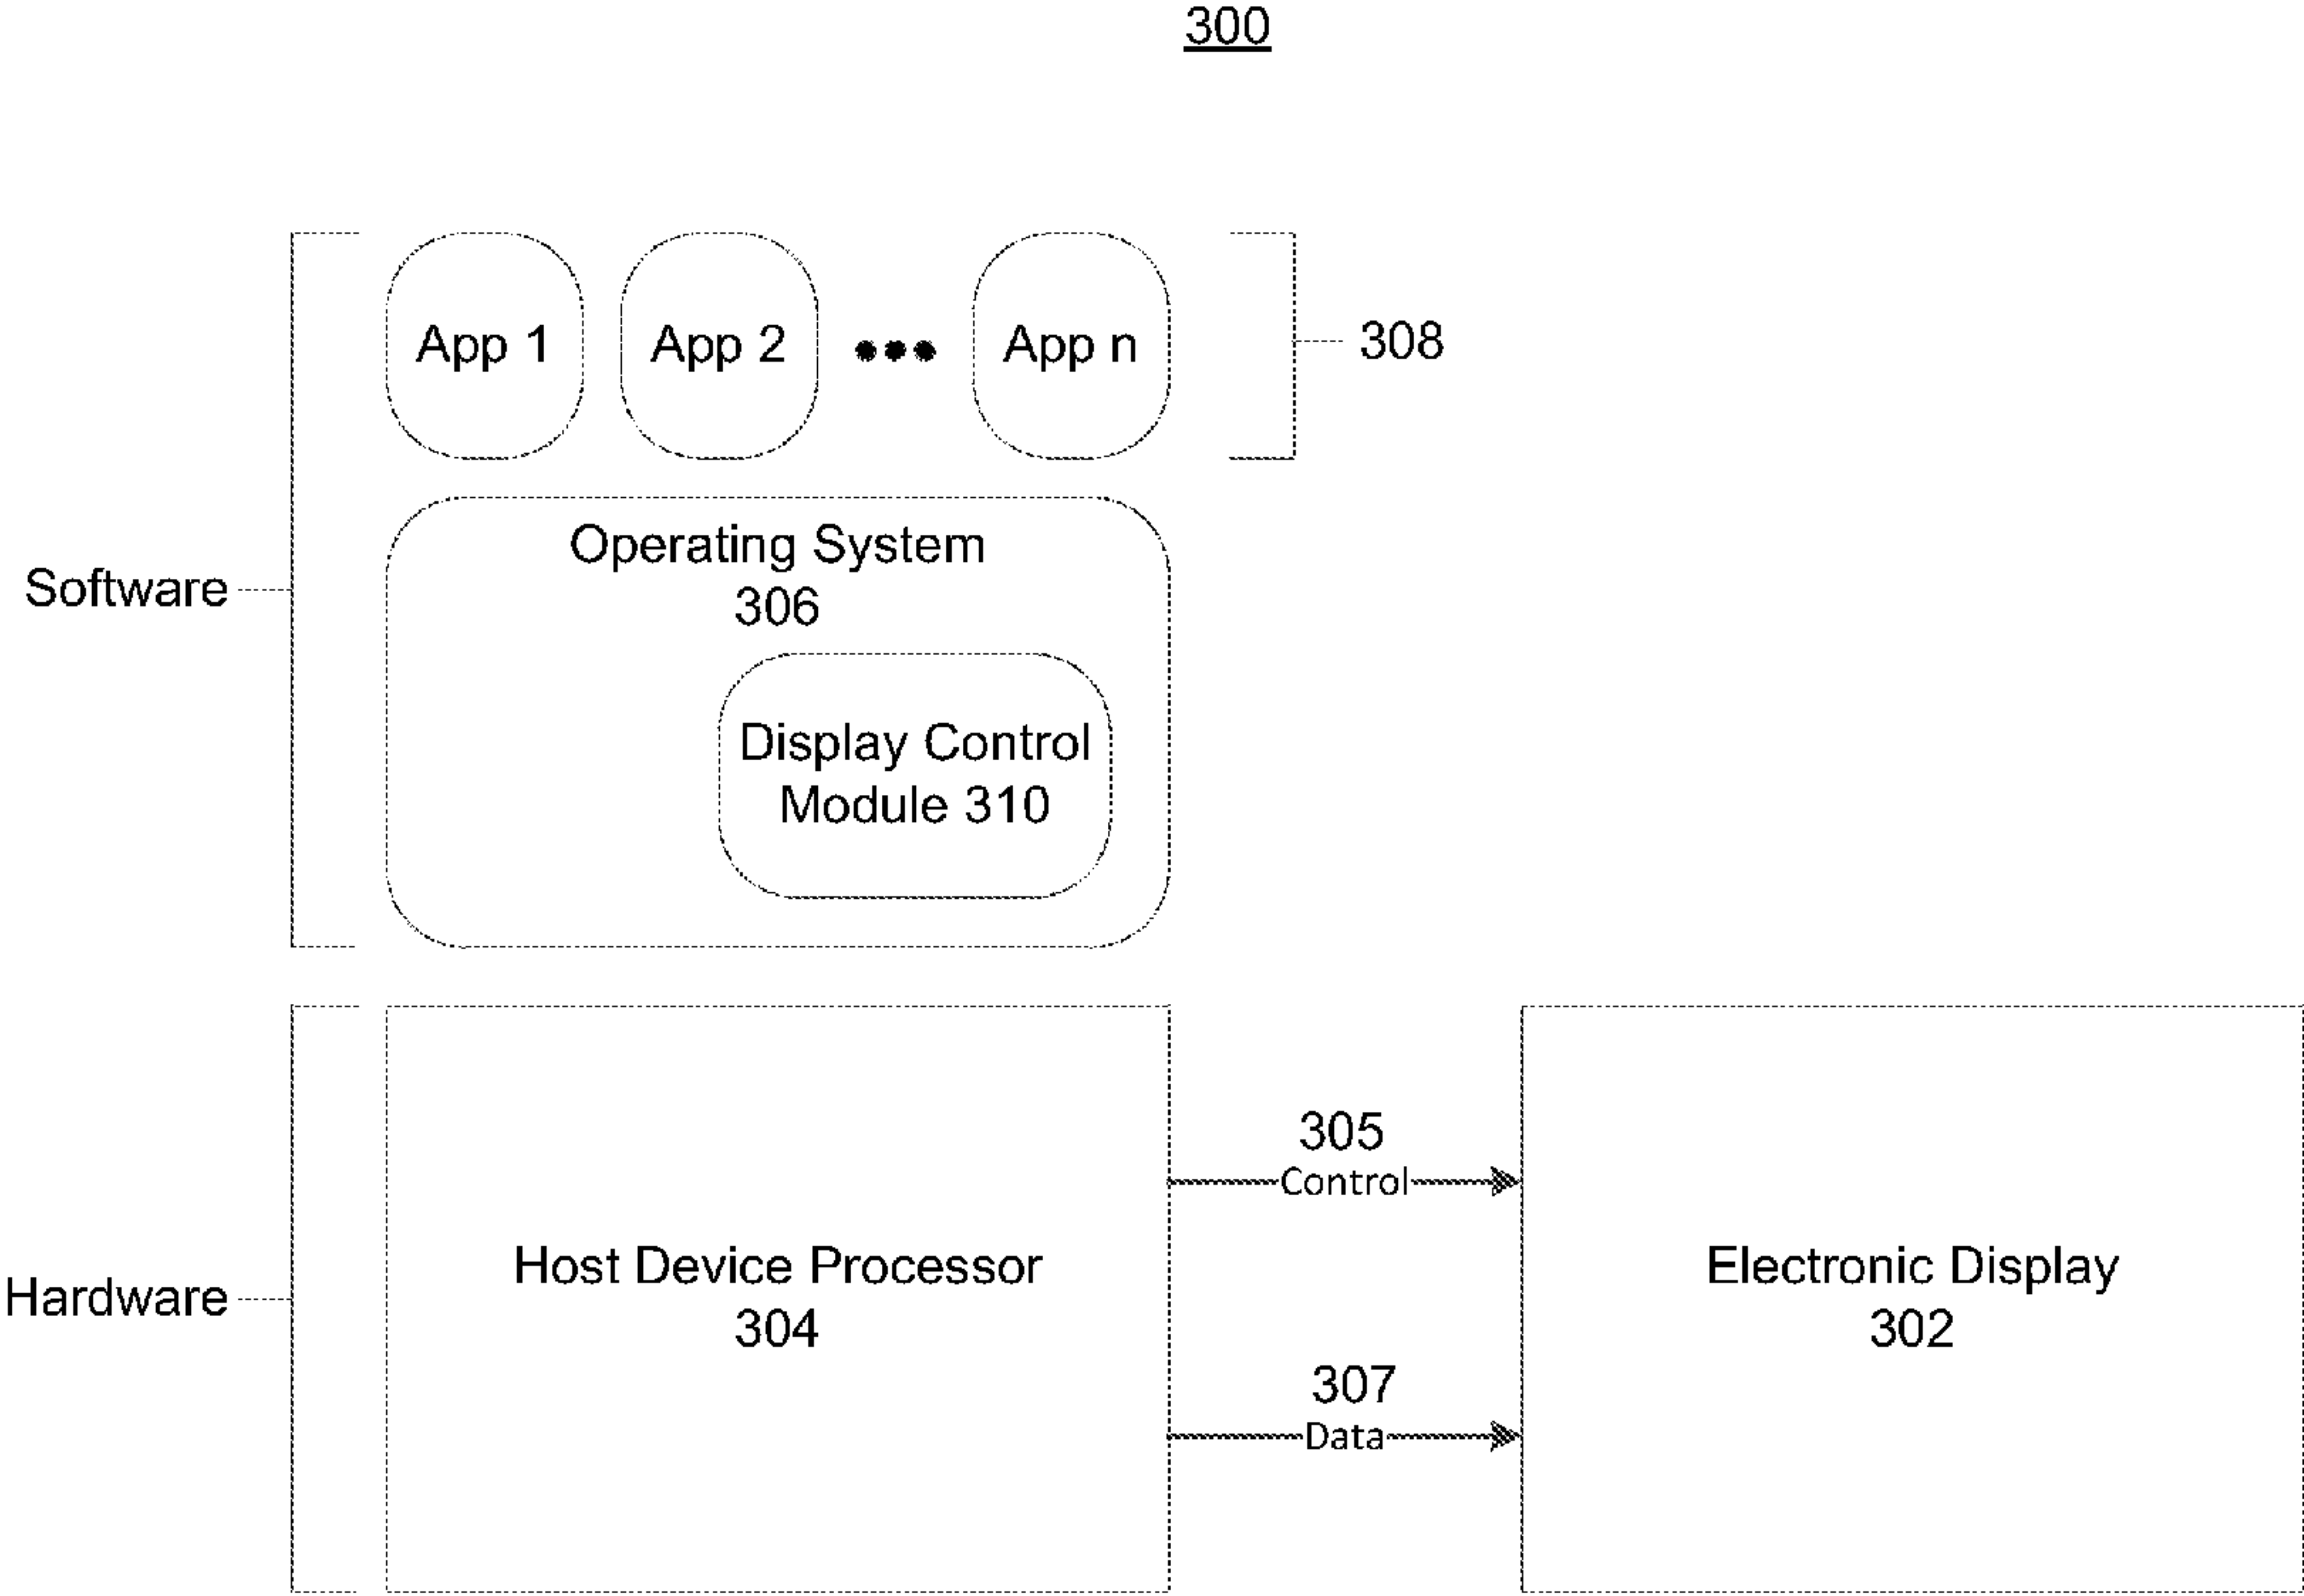 300
App 1
App 2
App n
308
Operating System
306
Software
Display Control
Module 310
305
Control
Host Device Processor
304
Electronic Display
302
Hardware
307
Data